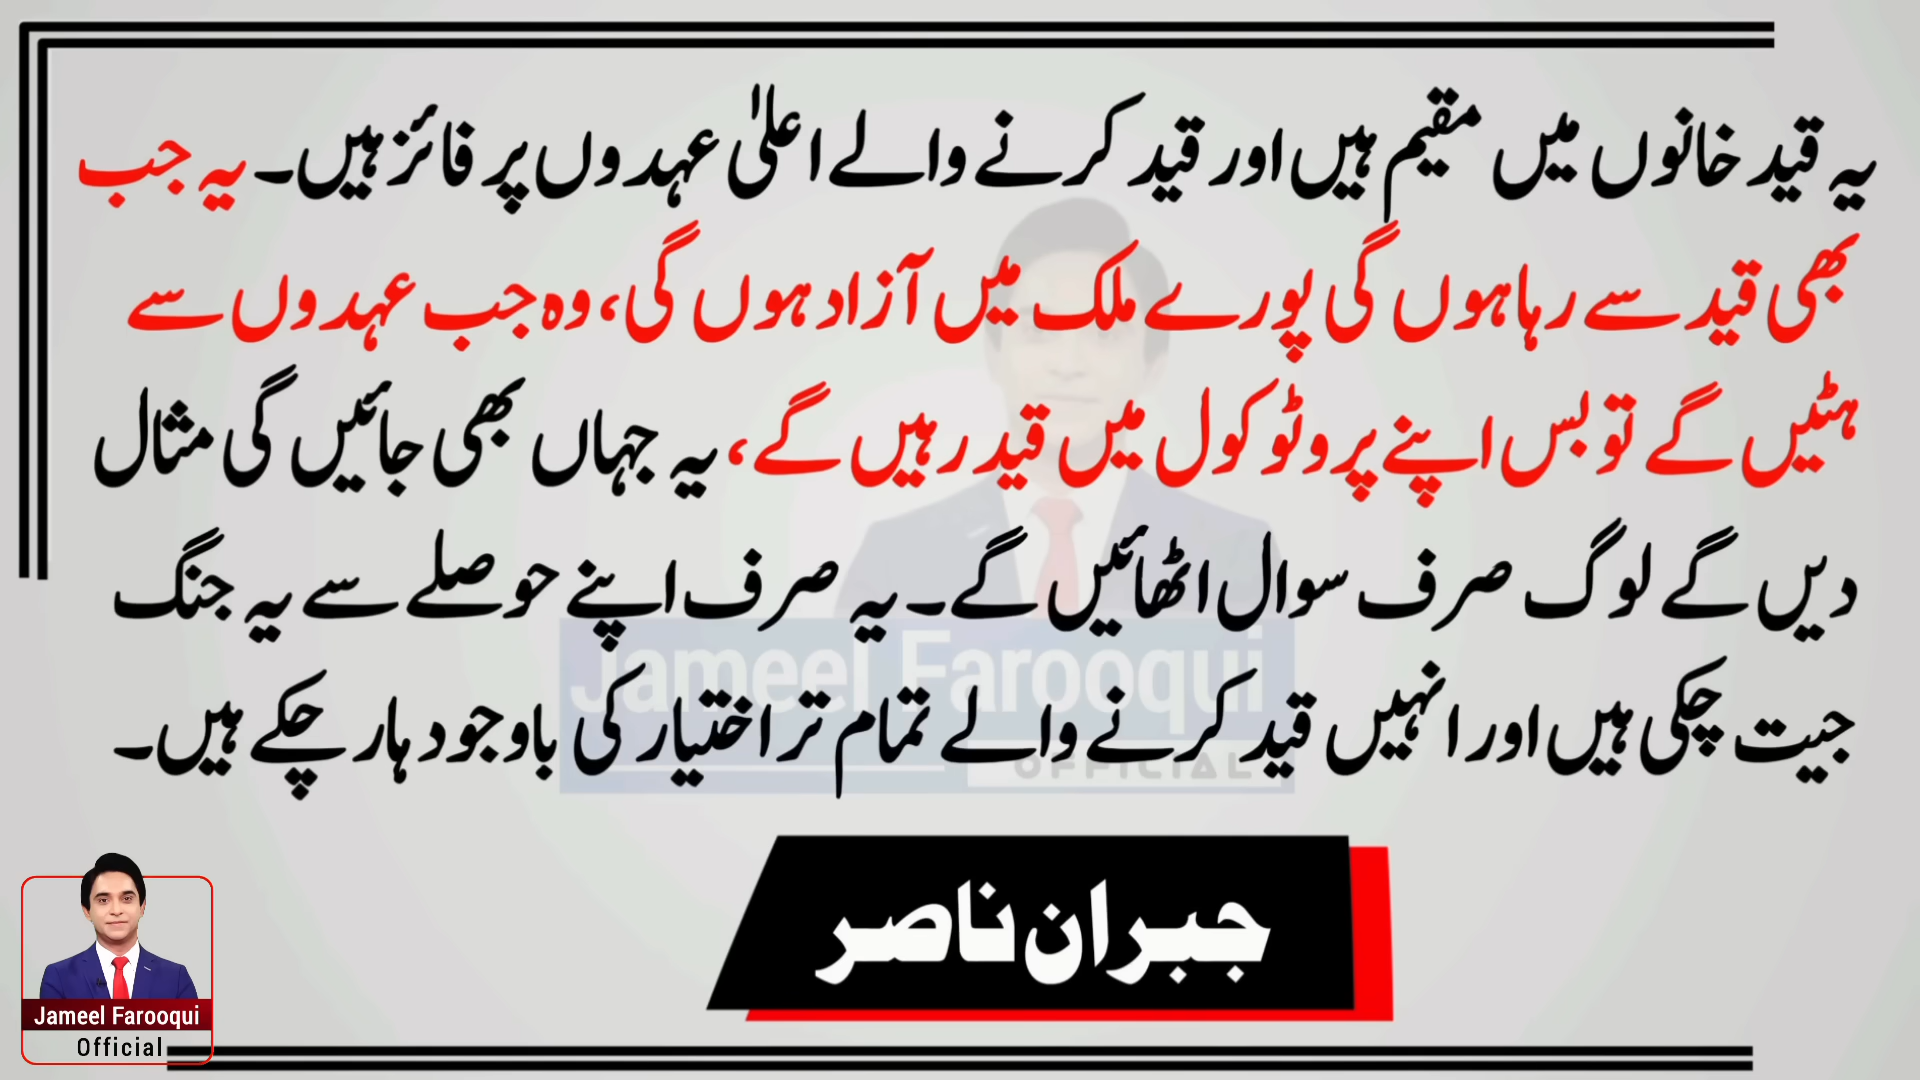 یہ قید خانوں میں مقیم ہیں اور قید کرنے والے اعلیٰ عہدوں پر فائز ہیں۔ یہ جب
بھی قید سے رہا ہوں گی پورے ملک میں آزاد ہوں گی، وہ جب عہدوں سے
ہٹیں گے تو بس اپنے پروٹوکول میں قید رہیں گے، یہ جہاں بھی جائیں گی مثال
دیں گے لوگ صرف سوال اٹھائیں گے۔ یہ صرف اپنے حوصلے سے یہ جنگ
جیت چکی ہیں اور انہیں قید کرنے والے تمام تر اختیار کی باوجود ہار چکے ہیں۔
Jameel Farooqui
OFFICIAL
جبران ناصر
Jameel Farooqui
Official